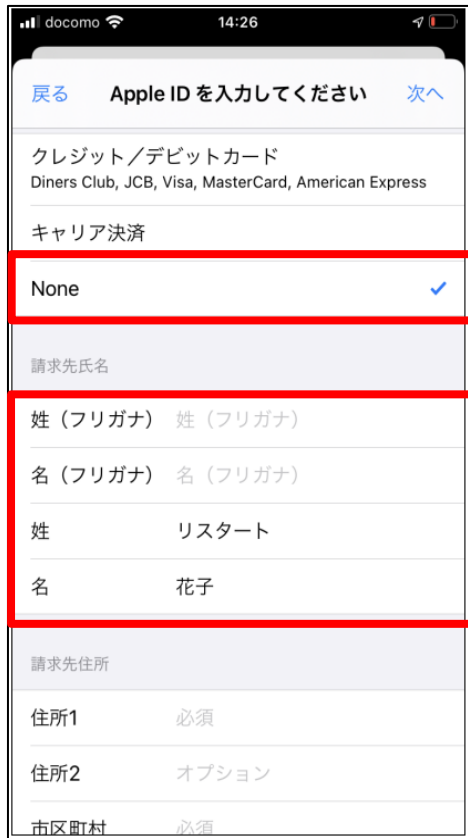 docomo 14:26
戻る Apple ID を入力してください 次へ
クレジット／デビットカード
Diners Club, JCB, Visa, MasterCard, American Express
キャリア決済
None
請求先氏名
姓（フリガナ） 姓（フリガナ）
名（フリガナ） 名（フリガナ）
姓 リスタート
名 花子
請求先住所
住所1 必須
住所2 オプション
市区町村 必須